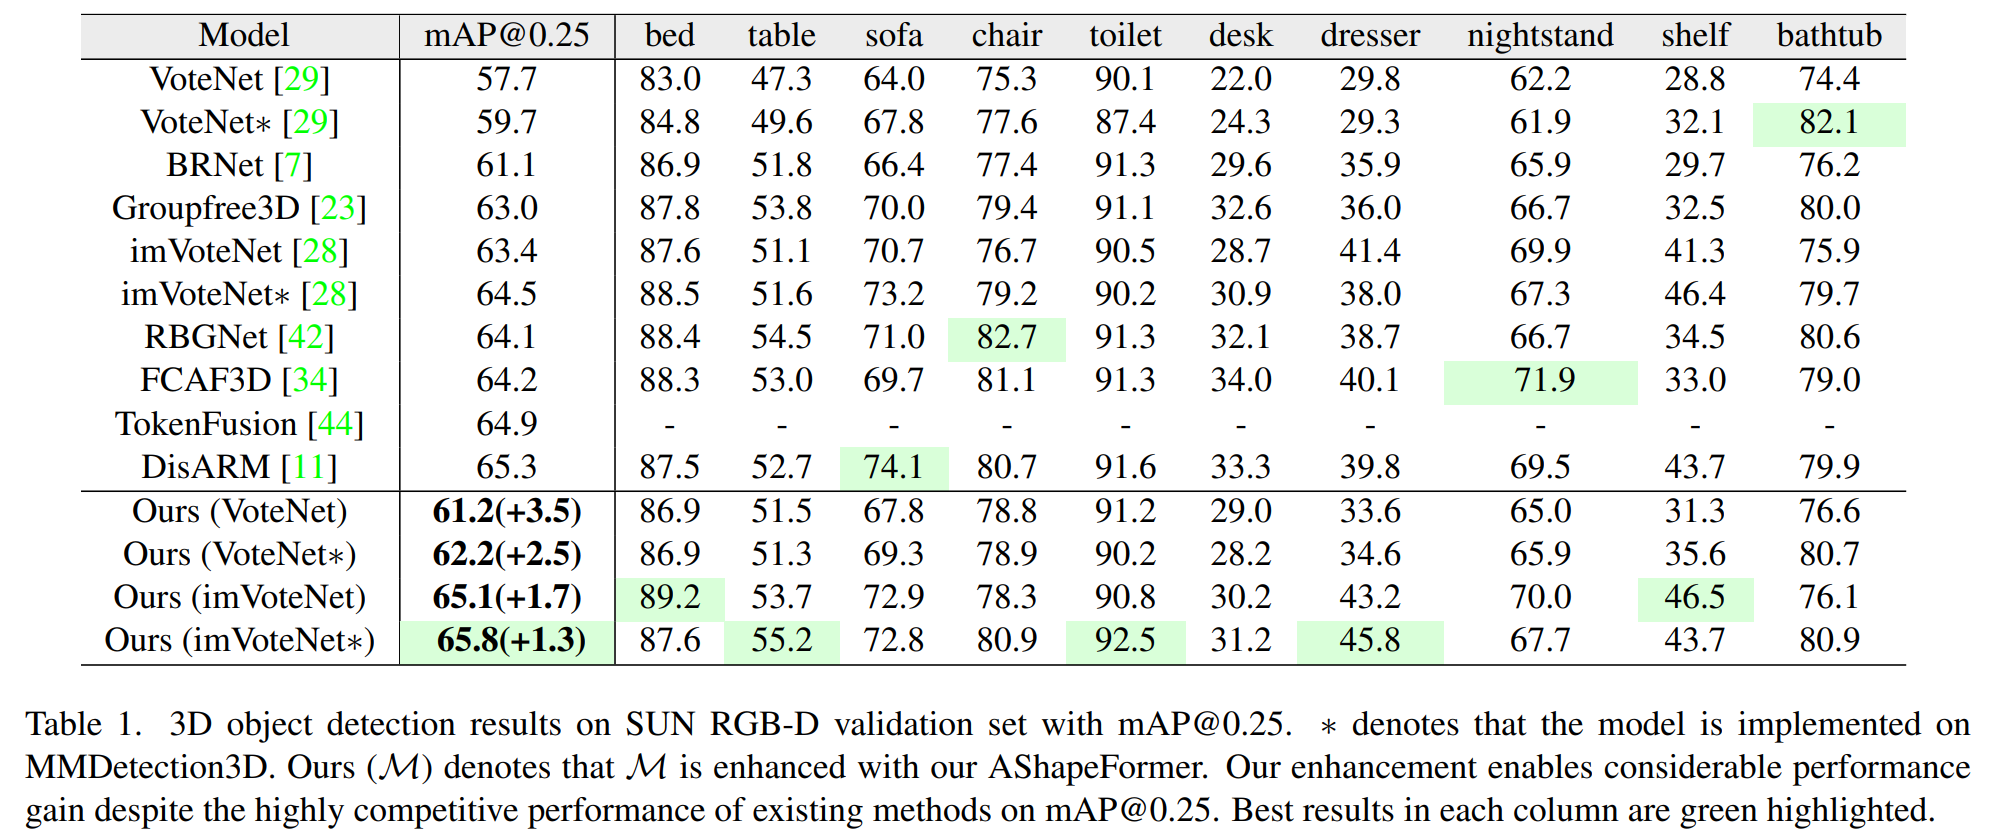 Model mAP@0.25 bed table sofa chair toilet desk dresser nightstand shelf bathtub
VoteNet [29] 57.7 83.0 47.3 64.0 75.3 90.1 22.0 29.8 62.2 28.8 74.4
VoteNet∗ [29] 59.7 84.8 49.6 67.8 77.6 87.4 24.3 29.3 61.9 32.1 82.1
BRNet [7] 61.1 86.9 51.8 66.4 77.4 91.3 29.6 35.9 65.9 29.7 76.2
Groupfree3D [23] 63.0 87.8 53.8 70.0 79.4 91.1 32.6 36.0 66.7 32.5 80.0
imVoteNet [28] 63.4 87.6 51.1 70.7 76.7 90.5 28.7 41.4 69.9 41.3 75.9
imVoteNet∗ [28] 64.5 88.5 51.6 73.2 79.2 90.2 30.9 38.0 67.3 46.4 79.7
RBGNet [42] 64.1 88.4 54.5 71.0 82.7 91.3 32.1 38.7 66.7 34.5 80.6
FCAF3D [34] 64.2 88.3 53.0 69.7 81.1 91.3 34.0 40.1 71.9 33.0 79.0
TokenFusion [44] 64.9 - - - - - - - - - -
DisARM [11] 65.3 87.5 52.7 74.1 80.7 91.6 33.3 39.8 69.5 43.7 79.9
Ours (VoteNet) 61.2(+3.5) 86.9 51.5 67.8 78.8 91.2 29.0 33.6 65.0 31.3 76.6
Ours (VoteNet∗) 62.2(+2.5) 86.9 51.3 69.3 78.9 90.2 28.2 34.6 65.9 35.6 80.7
Ours (imVoteNet) 65.1(+1.7) 89.2 53.7 72.9 78.3 90.8 30.2 43.2 70.0 46.5 76.1
Ours (imVoteNet∗) 65.8(+1.3) 87.6 55.2 72.8 80.9 92.5 31.2 45.8 67.7 43.7 80.9
Table 1. 3D object detection results on SUN RGB-D validation set with mAP@0.25. ∗ denotes that the model is implemented on
MMDetection3D. Ours (ℳ) denotes that ℳ is enhanced with our AShapeFormer. Our enhancement enables considerable performance
gain despite the highly competitive performance of existing methods on mAP@0.25. Best results in each column are green highlighted.